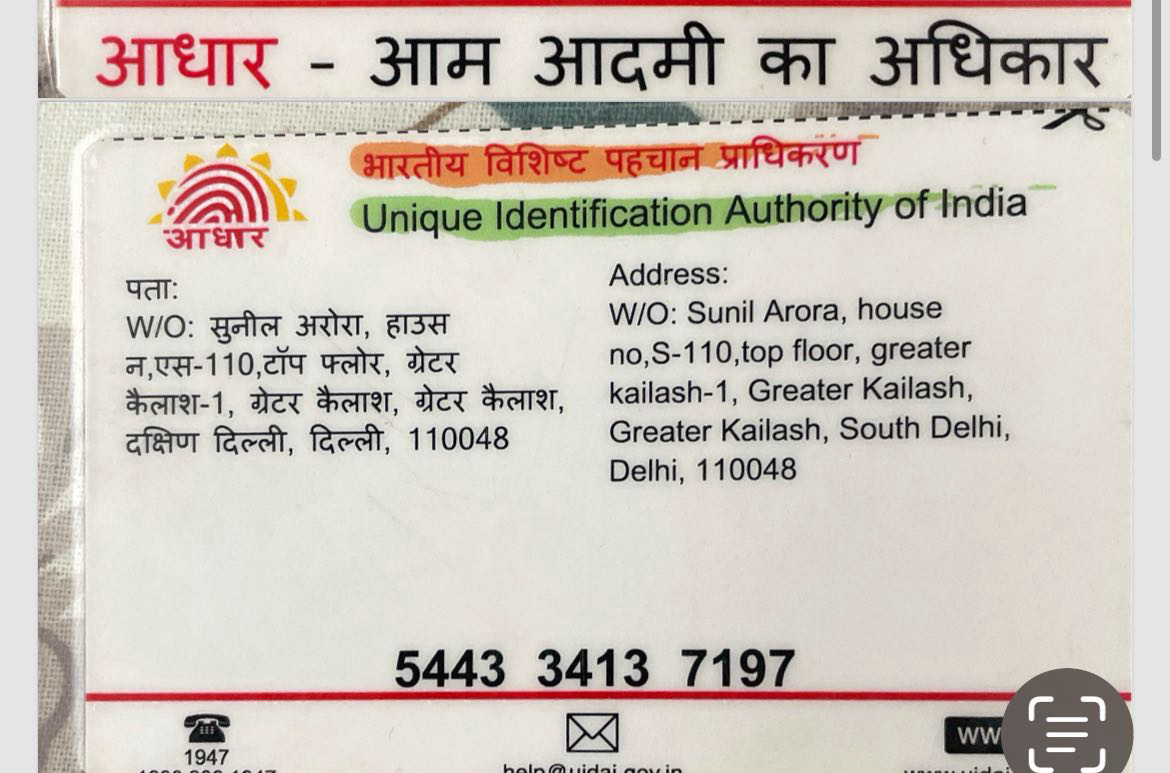 आधार - आम आदमी का अधिकार
भारतीय विशिष्ट पहचान प्राधिकरण
Unique Identification Authority of India
आधार
पता:
W/O: सुनील अरोरा, हाउस
न,एस-110,टॉप फ्लोर, ग्रेटर
कैलाश-1, ग्रेटर कैलाश, ग्रेटर कैलाश,
दक्षिण दिल्ली, दिल्ली, 110048
Address:
W/O: Sunil Arora, house
no,S-110,top floor, greater
kailash-1, Greater Kailash,
Greater Kailash, South Delhi,
Delhi, 110048
5443 3413 7197
1947
help@uidai.gov.in